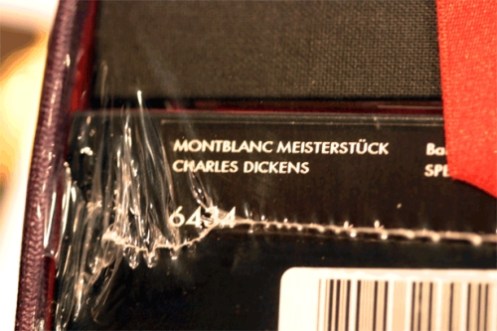 MONTBLANC MEISTERSTÜCK
CHARLES DICKENS
6434